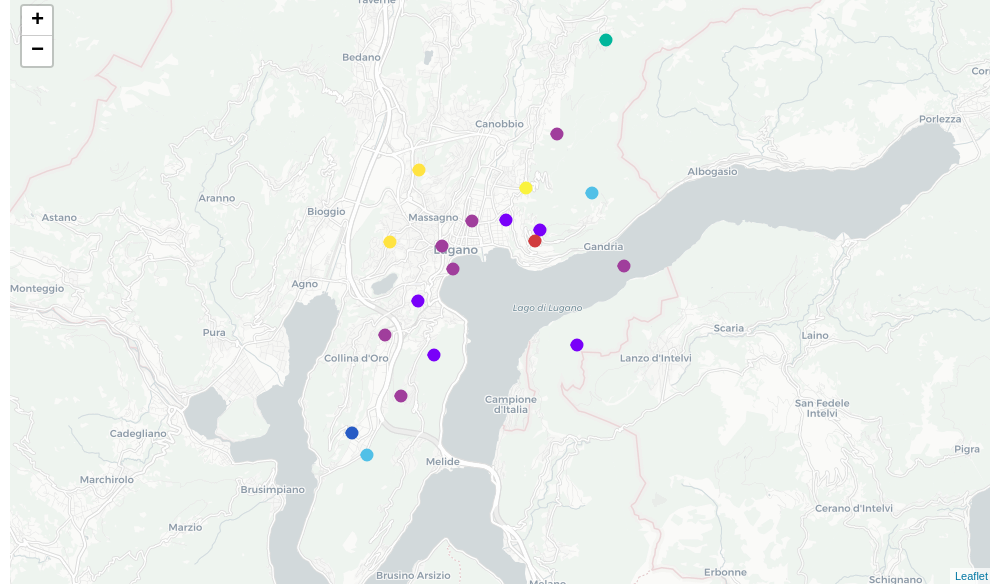 Taverne
+
−
Bedano
Cor
Porlezza
Canobbio
Albogasio
Aranno
Bioggio
Massagno
Astano
Lugano
Gandria
Agno
Monteggio
Lago di Lugano
Pura
Scaria
Laino
Collina d'Oro
Lanzo d'Intelvi
Campione
d'Italia
San Fedele
Intelvi
Cadegliano
Melide
Pigra
Marchirolo
Brusimpiano
Cerano d'Intelvi
Marzio
Brusino Arsizio
Melano
Erbonne
Schignano
Leaflet